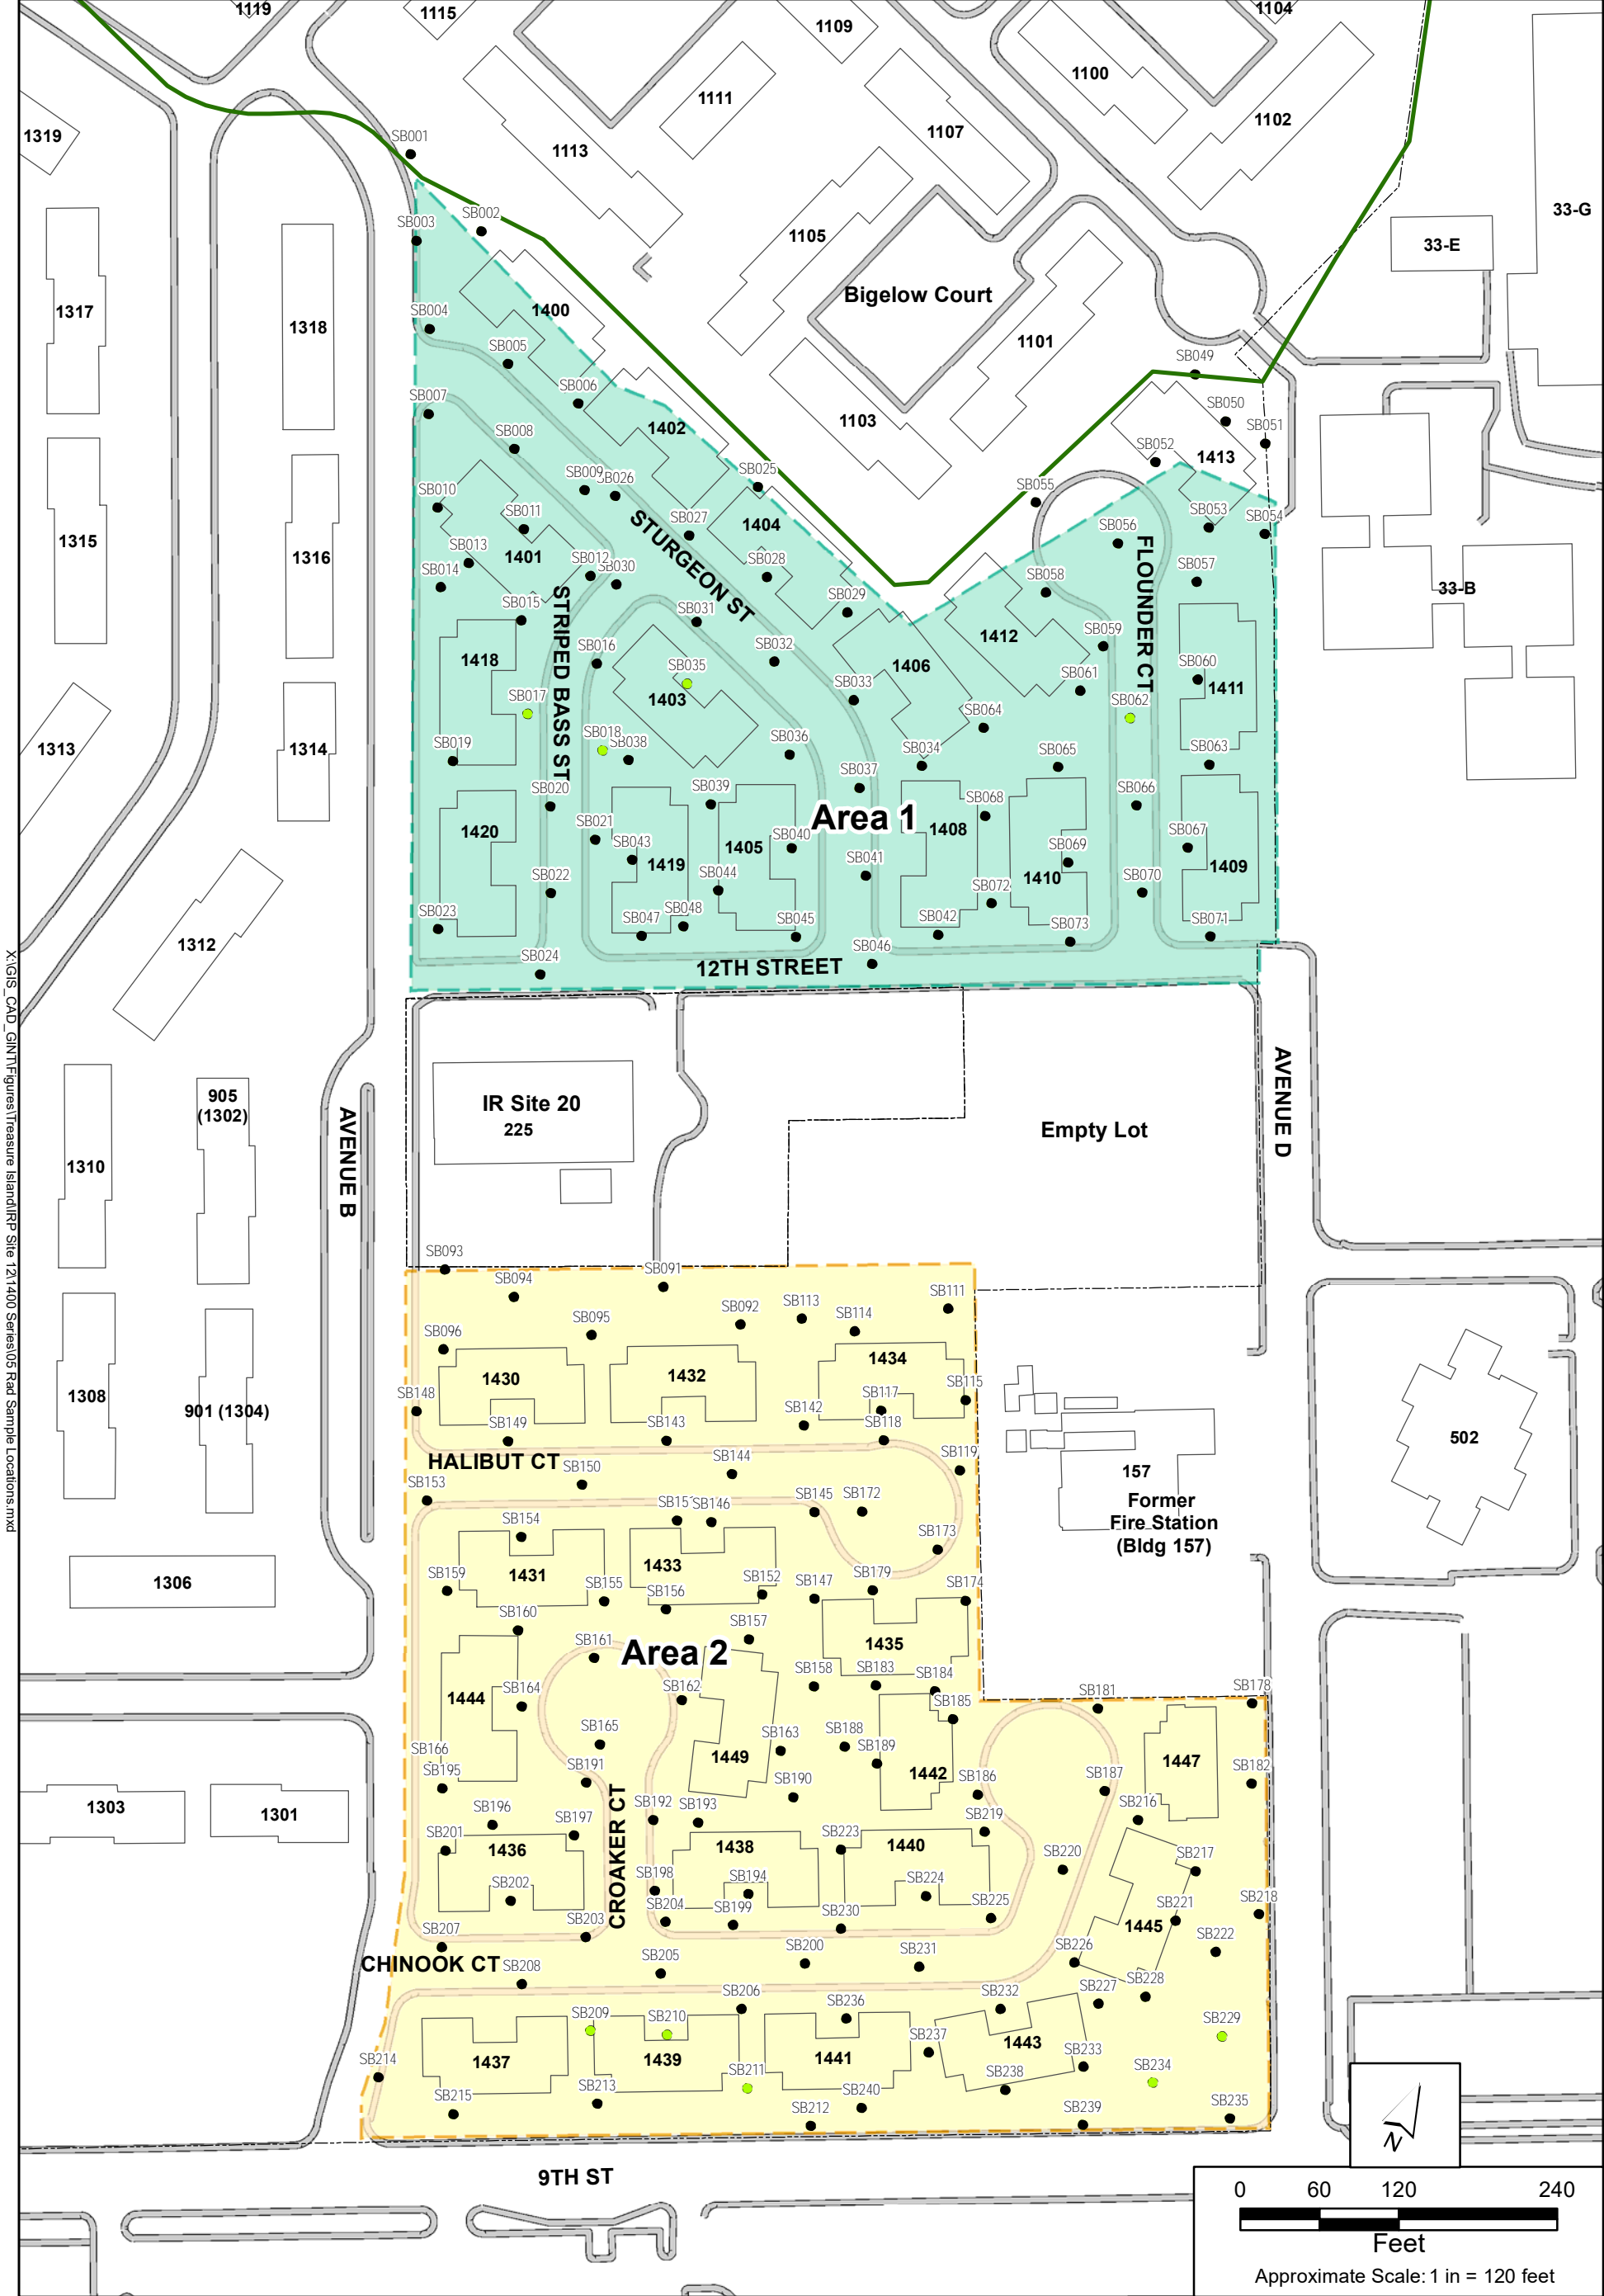 1119
1115
1109
1104
1100
1111
1102
1107
1113
1319
SB001
33-G
SB002
SB003
1105
33-E
Bigelow Court
1317
1400
1318
SB004
1101
SB005
SB049
SB006
SB007
SB050
1103
1402
SB051
SB008
SB052
1413
SB025
SB009
SB026
SB010
SB055
SB027
STURGEON ST
1404
SB053
SB054
SB011
SB056
1315
1316
1401
SB013
SB012
SB014
SB030
SB028
SB057
SB058
33-B
FLOUNDER CT
SB015
SB031
SB029
STRIPED BASS ST
1412
SB059
1418
SB016
SB032
1406
SB035
SB061
SB060
1411
1403
SB017
SB033
SB064
SB062
1313
1314
SB018
SB038
SB019
SB036
SB034
SB065
SB063
SB037
SB020
SB039
SB068
SB066
Area 1
1420
SB021
SB043
SB040
1408
SB067
1405
SB069
1419
SB041
1410
1409
SB022
SB044
SB072
SB070
SB023
SB047
SB048
SB045
SB042
SB073
SB071
1312
SB024
SB046
12TH STREET
X:\GIS_CAD_GINT\Figures\Treasure Island\IRP Site 12\1400 Series\05 Rad Sample Locations.mxd
AVENUE B
AVENUE D
905
(1302)
IR Site 20
225
Empty Lot
1310
SB093
SB094
SB091
SB111
SB095
SB092
SB113
SB114
SB096
1430
1432
1434
1308
901 (1304)
SB148
SB115
SB117
SB149
SB143
SB142
SB118
HALIBUT CT
SB144
SB119
502
SB150
157
Former
Fire Station
(Bldg 157)
SB153
SB146
SB145
SB172
SB154
SB173
1433
1431
1306
SB159
SB155
SB156
SB152
SB147
SB179
SB174
SB160
SB157
SB161
Area 2
1435
SB158
SB183
SB184
SB162
SB164
1444
SB185
SB181
SB178
SB165
SB163
SB188
SB189
1449
1447
SB166
SB195
SB191
1442
SB190
SB186
SB187
SB182
1303
1301
SB196
SB197
SB192
SB193
SB219
SB216
CROAKER CT
SB201
1436
1438
SB223
1440
SB220
SB217
SB202
SB198
SB194
SB224
SB204
SB199
SB230
SB225
SB221
SB218
1445
SB207
SB203
SB222
CHINOOK CT
SB208
SB205
SB200
SB231
SB226
SB206
SB236
SB232
SB227
SB228
SB209
SB210
SB229
1437
1439
1441
SB237
1443
SB214
SB211
SB238
SB233
SB234
SB215
SB213
SB212
SB240
SB239
SB235
N
9TH ST
0 60 120 240
Feet
Approximate Scale: 1 in = 120 feet